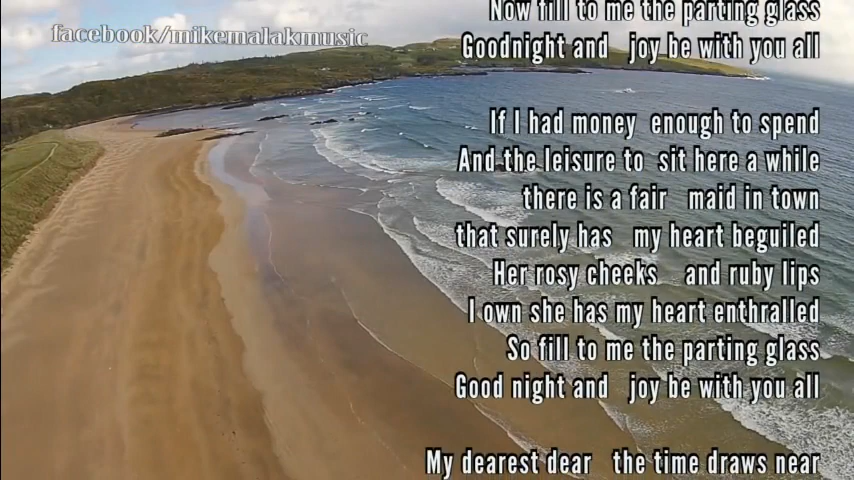 Now fill to me the parting glass
facebook/mikemalakmusic
Goodnight and joy be with you all
If I had money enough to spend
And the leisure to sit here a while
there is a fair maid in town
that surely has my heart beguiled
Her rosy cheeks and ruby lips
I own she has my heart enthralled
So fill to me the parting glass
Good night and joy be with you all
My dearest dear the time draws near